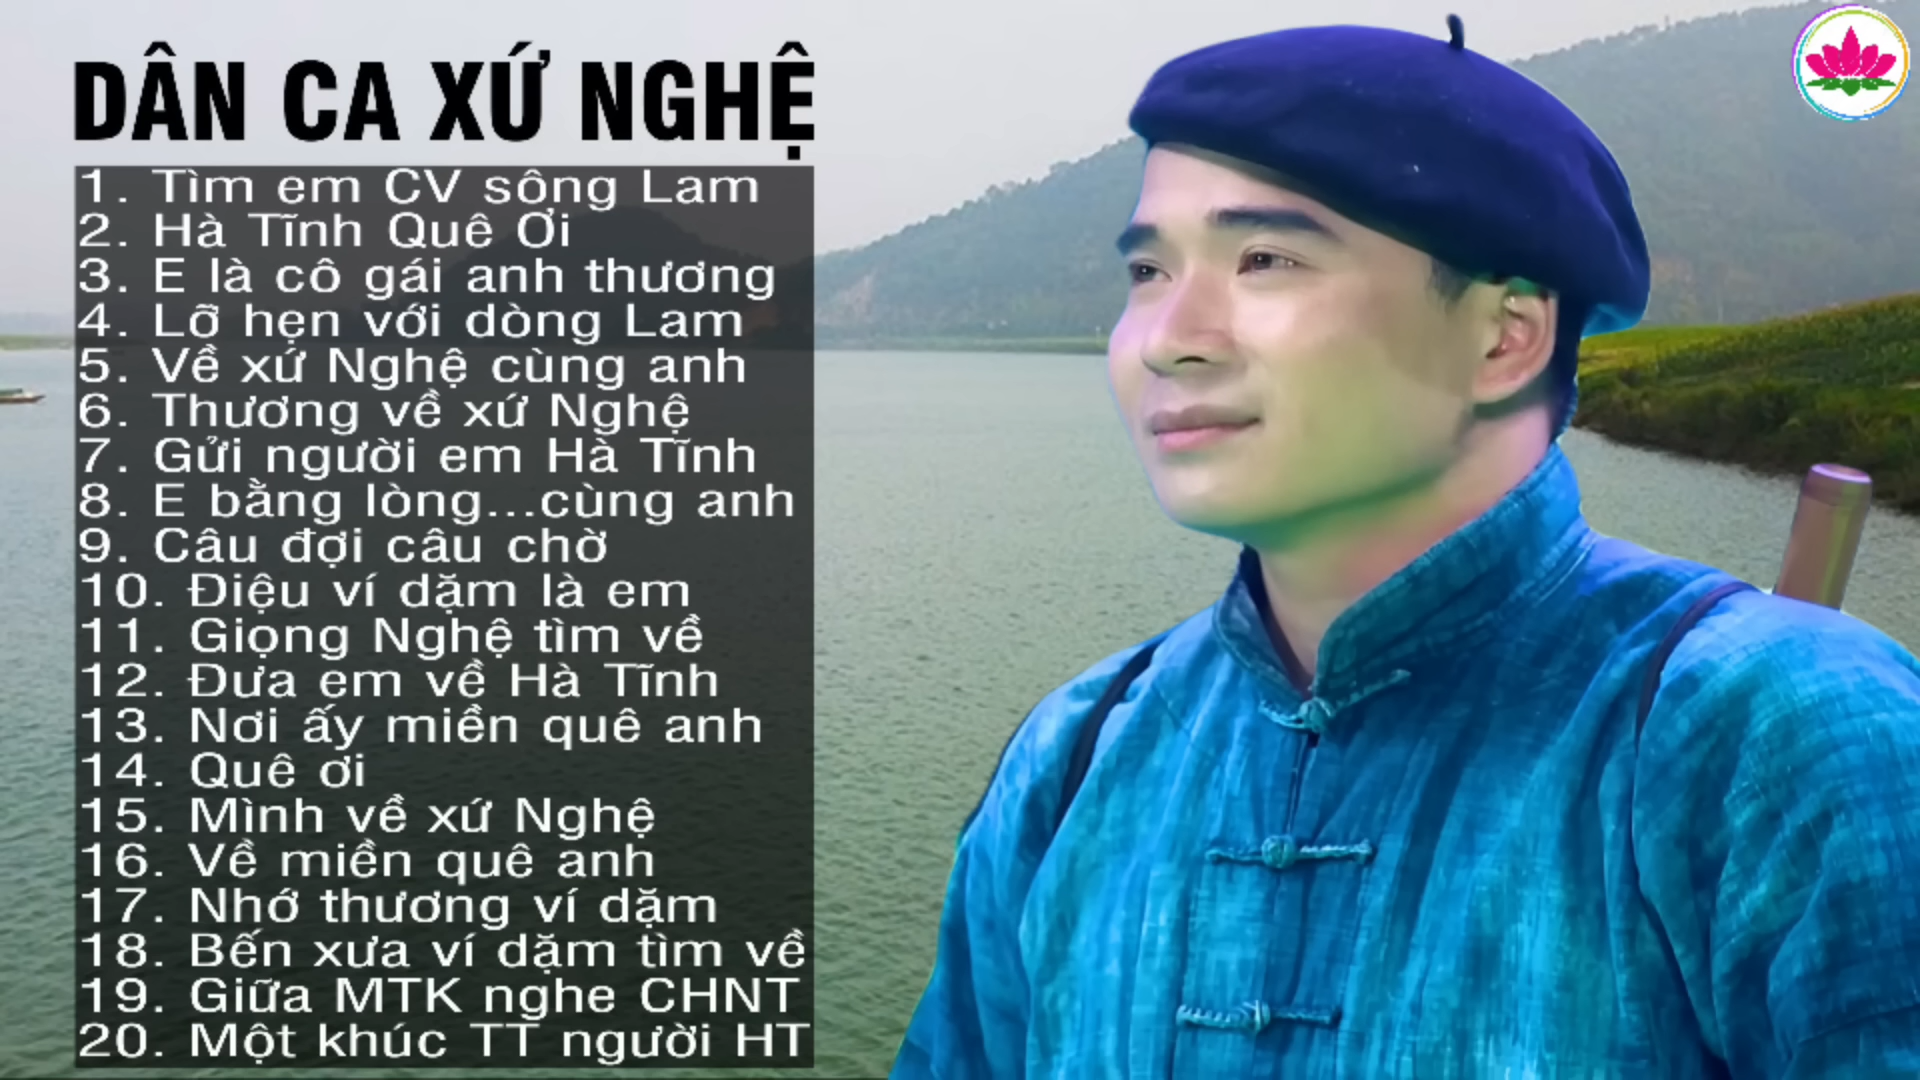 DÂN CA XỨ NGHỆ
1. Tìm em CV sông Lam
2. Hà Tĩnh Quê Ơi
3. E là cô gái anh thương
4. Lỡ hẹn với dòng Lam
5. Về xứ Nghệ cùng anh
6. Thương về xứ Nghệ
7. Gửi người em Hà Tĩnh
8. E bằng lòng...cùng anh
9. Câu đợi câu chờ
10. Điệu ví dặm là em
11. Giọng Nghệ tìm về
12. Đưa em về Hà Tĩnh
13. Nơi ấy miền quê anh
14. Quê ơi
15. Mình về xứ Nghệ
16. Về miền quê anh
17. Nhớ thương ví dặm
18. Bến xưa ví dặm tìm về
19. Giữa MTK nghe CHNT
20. Một khúc TT người HT